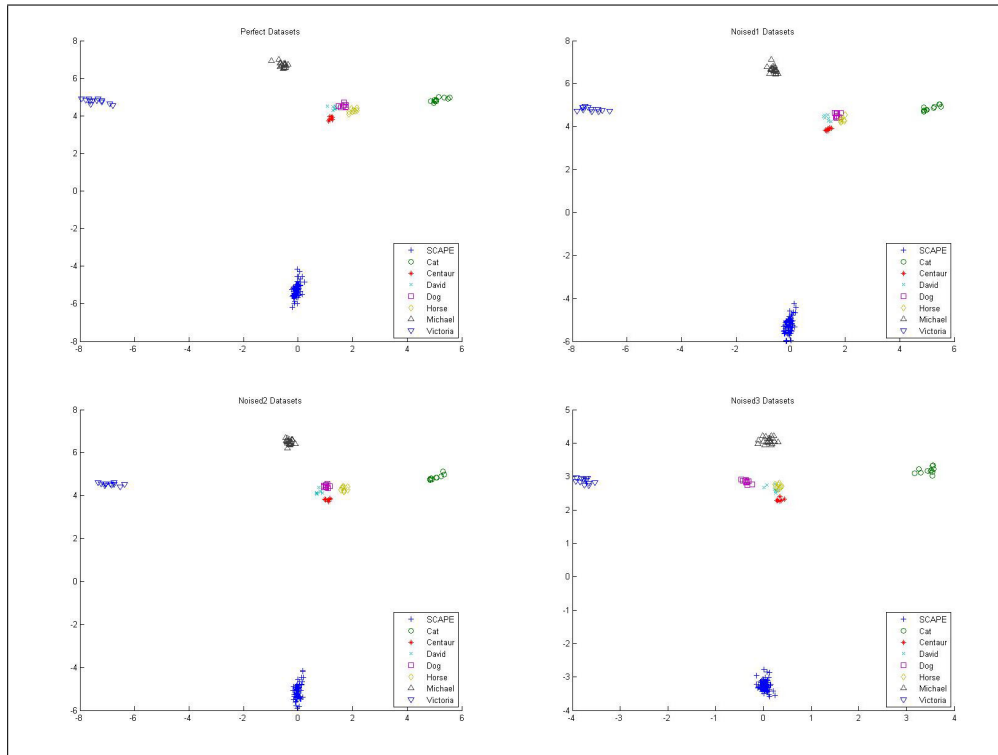 Perfect Datasets
8
6
4
2
0
-2
-4
-6
-8
SCAPE
Cat
Centaur
David
Dog
Horse
Michael
Victoria
-8 -6 -4 -2 0 2 4 6
Noised1 Datasets
8
6
4
2
0
-2
-4
-6
SCAPE
Cat
Centaur
David
Dog
Horse
Michael
Victoria
-8 -6 -4 -2 0 2 4 6
Noised2 Datasets
8
6
4
2
0
-2
-4
-6
SCAPE
Cat
Centaur
David
Dog
Horse
Michael
Victoria
-8 -6 -4 -2 0 2 4 6
Noised3 Datasets
5
4
3
2
1
0
-1
-2
-3
-4
SCAPE
Cat
Centaur
David
Dog
Horse
Michael
Victoria
-4 -3 -2 -1 0 1 2 3 4